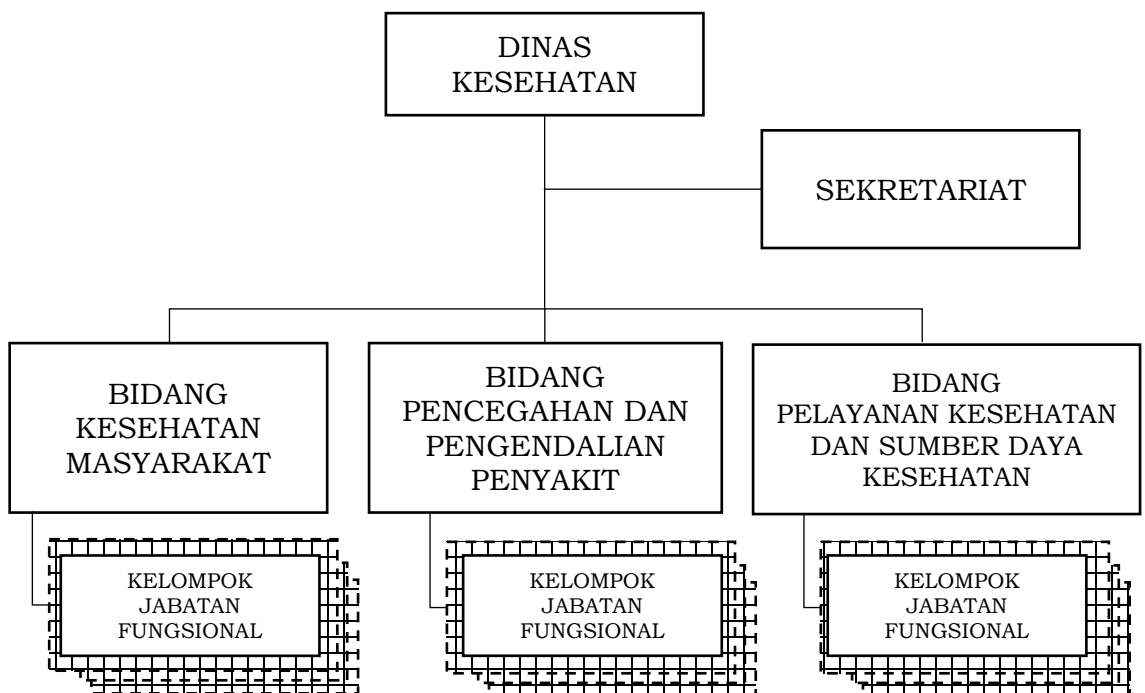 DINAS
KESEHATAN
SEKRETARIAT
BIDANG
KESEHATAN
MASYARAKAT
BIDANG
PENCEGAHAN DAN
PENGENDALIAN
PENYAKIT
BIDANG
PELAYANAN KESEHATAN
DAN SUMBER DAYA
KESEHATAN
KELOMPOK
JABATAN
FUNGSIONAL
KELOMPOK
JABATAN
FUNGSIONAL
KELOMPOK
JABATAN
FUNGSIONAL